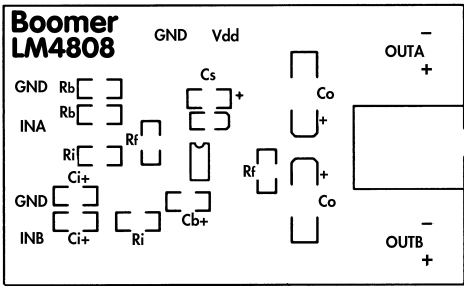 Boomer
LM4808
GND Vdd
OUTA
−
+
Cs
+
GND Rb
Rb
INA
Rf
Co
+
Ri
Ci+
Rf
+
Co
GND
Cb+
INB Ci+ Ri
OUTB
−
+